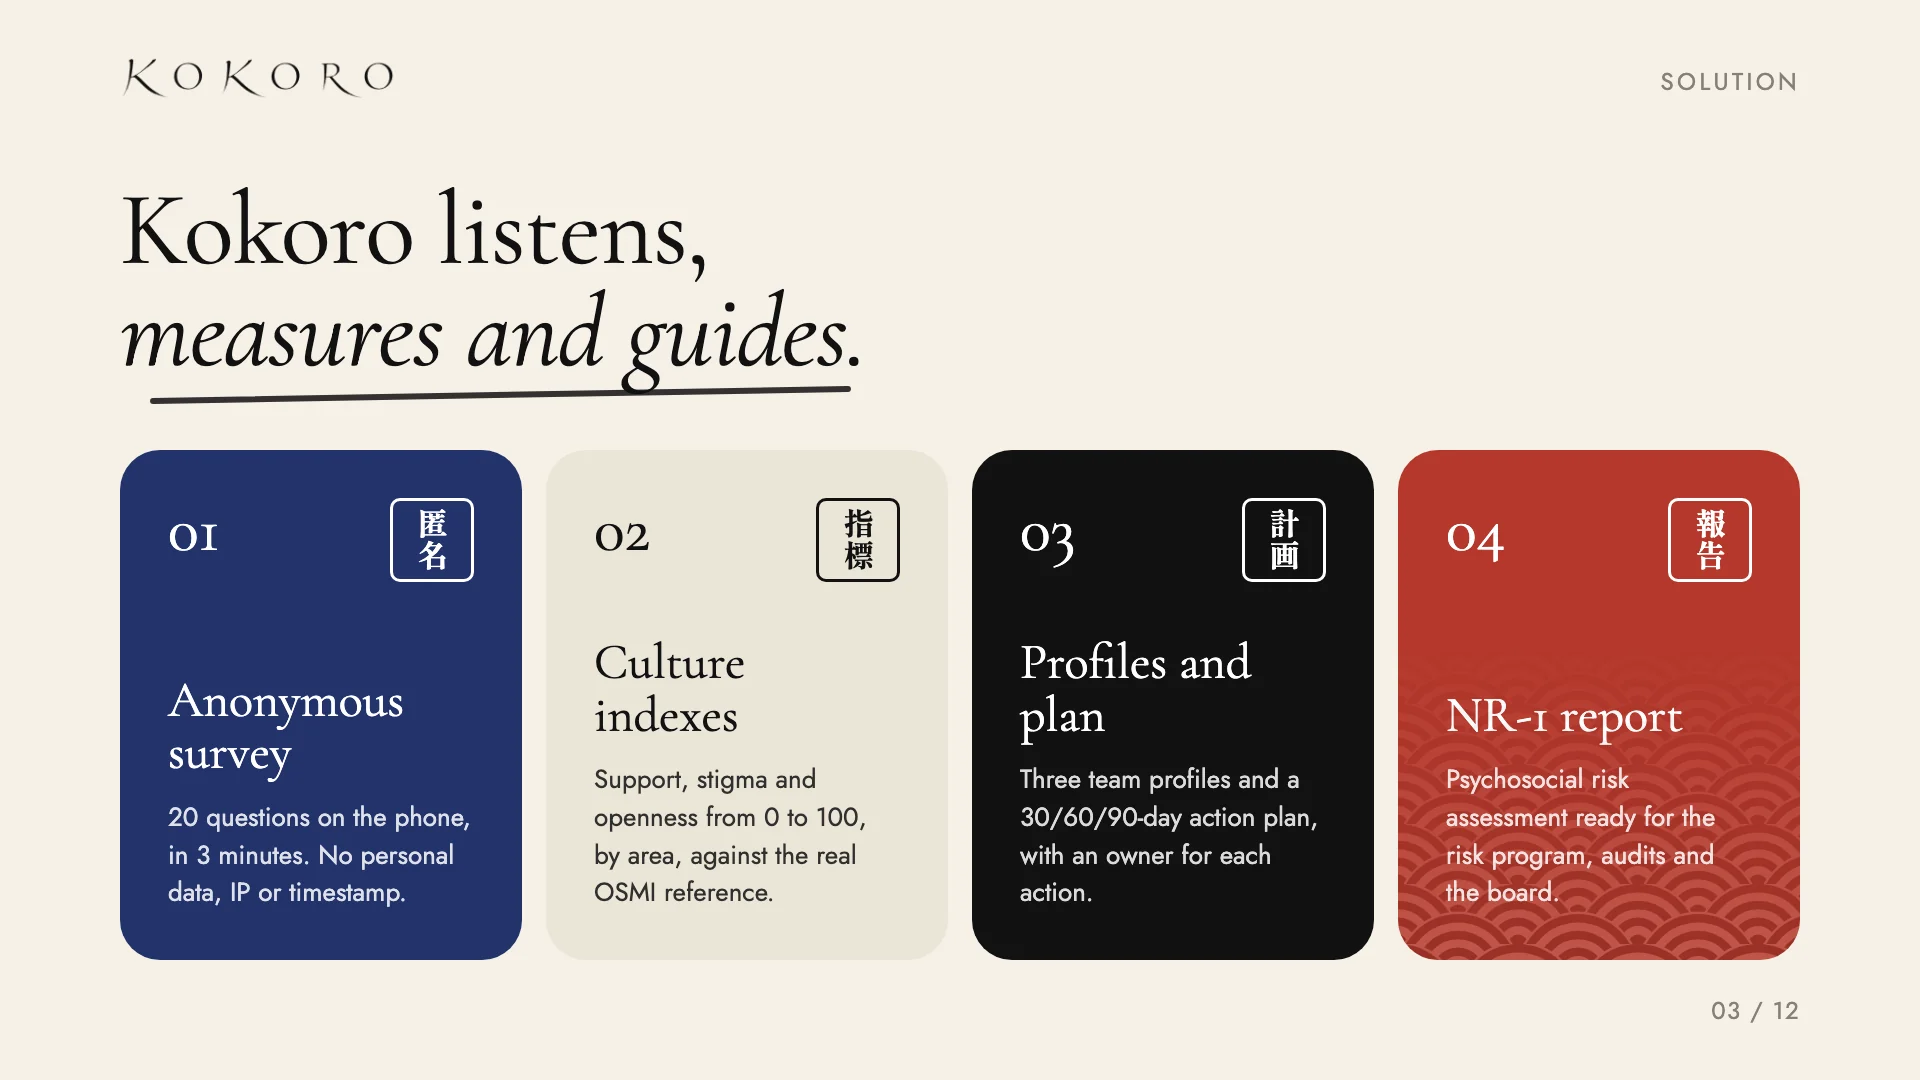 KOKORO
SOLUTION
Kokoro listens,
measures and guides.
01
匿名
Anonymous
survey
20 questions on the phone,
in 3 minutes. No personal
data, IP or timestamp.
02
指標
Culture
indexes
Support, stigma and
openness from 0 to 100,
by area, against the real
OSMI reference.
03
計画
Profiles and
plan
Three team profiles and a
30/60/90-day action plan,
with an owner for each
action.
04
報告
NR-1 report
Psychosocial risk
assessment ready for the
risk program, audits and
the board.
03 / 12